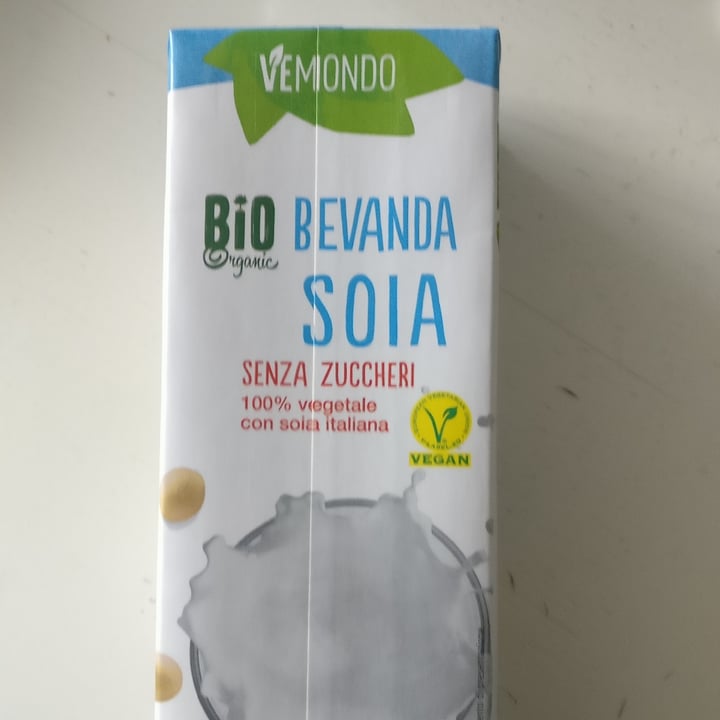 VEMONDO
BIO BEVANDA
Organic
SOIA
SENZA ZUCCHERI
100% vegetale
con soia italiana
VEGAN